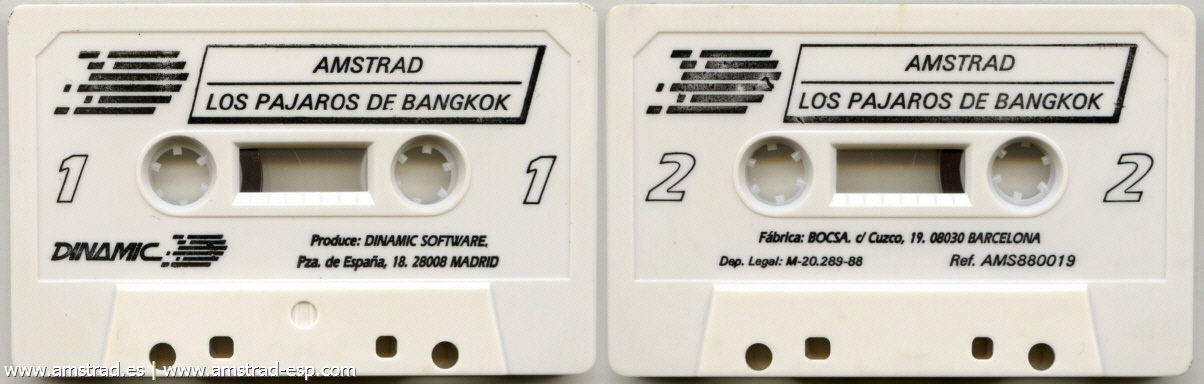 AMSTRAD
LOS PAJAROS DE BANGKOK
1 1
DINAMIC
Produce: DINAMIC SOFTWARE,
Pza. de España, 18. 28008 MADRID
AMSTRAD
LOS PAJAROS DE BANGKOK
2 2
Fábrica: BOCSA. c/ Cuzco, 19. 08030 BARCELONA
Dep. Legal: M-20.289-88 Ref. AMS880019
www.amstrad.es | www.amstrad-esp.com